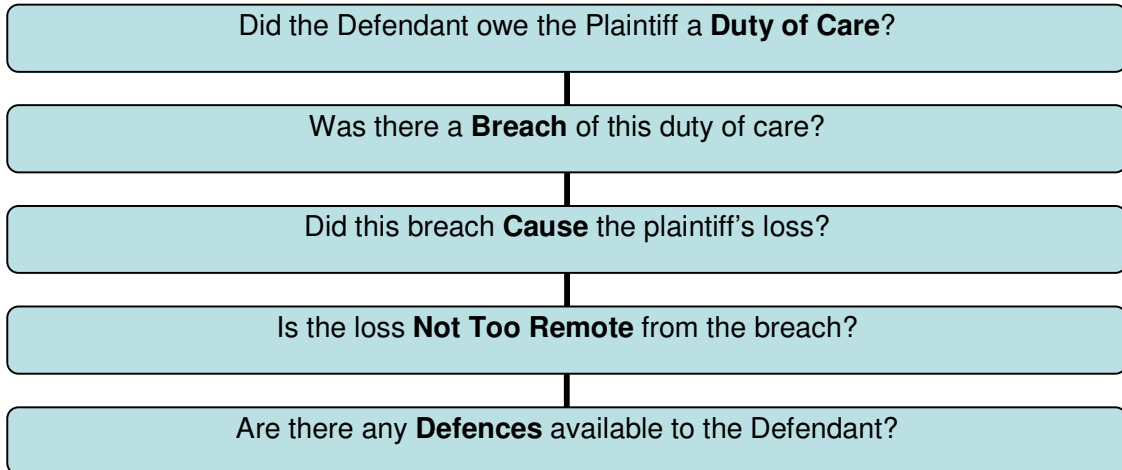 Did the Defendant owe the Plaintiff a Duty of Care?
Was there a Breach of this duty of care?
Did this breach Cause the plaintiff's loss?
Is the loss Not Too Remote from the breach?
Are there any Defences available to the Defendant?